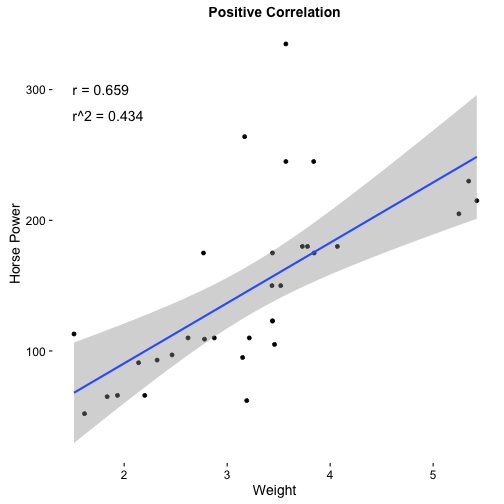 Positive Correlation
r = 0.659
r^2 = 0.434
300
200
100
Horse Power
2 3 4 5
Weight